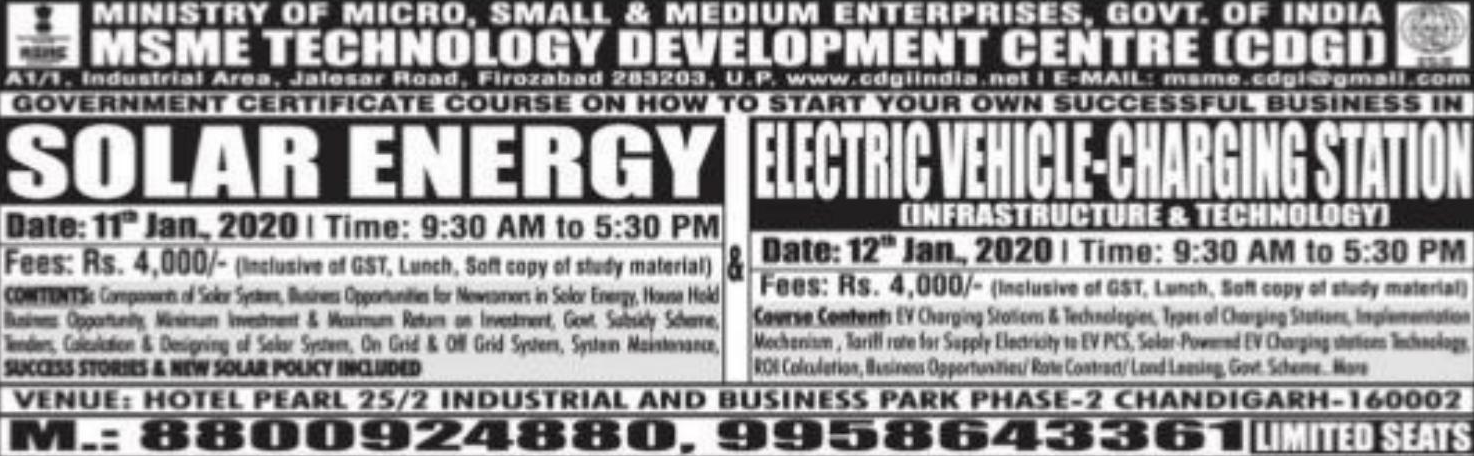 MINISTRY OF MICRO, SMALL & MEDIUM ENTERPRISES, GOVT. OF INDIA
MSME TECHNOLOGY DEVELOPMENT CENTRE (CDGI)
A1/1, Industrial Area, Jalesar Road, Firozabad 283203, U.P. www.cdgiindia.net | E-MAIL: msme.cdgi@gmail.com
GOVERNMENT CERTIFICATE COURSE ON HOW TO START YOUR OWN SUCCESSFUL BUSINESS IN
SOLAR ENERGY
Date: 11th Jan., 2020 | Time: 9:30 AM to 5:30 PM
Fees: Rs. 4,000/- (Inclusive of GST, Lunch, Soft copy of study material)
CONTENTS: Components of Solar System, Business Opportunities for Newcomers in Solar Energy, House Hold
Business Opportunity, Minimum Investment & Maximum Return on Investment, Govt. Subsidy Scheme,
Tenders, Calculation & Designing of Solar System, On Grid & Off Grid System, System Maintenance,
SUCCESS STORIES & NEW SOLAR POLICY INCLUDED
&
ELECTRIC VEHICLE-CHARGING STATION
(INFRASTRUCTURE & TECHNOLOGY)
Date: 12th Jan., 2020 | Time: 9:30 AM to 5:30 PM
Fees: Rs. 4,000/- (Inclusive of GST, Lunch, Soft copy of study material)
Course Content: EV Charging Stations & Technologies, Types of Charging Stations, Implementation
Mechanism , Tariff rate for Supply Electricity to EV PCS, Solar-Powered EV Charging stations Technology,
ROI Calculation, Business Opportunities/ Rate Contract/ Land Leasing, Govt. Scheme.. More
VENUE: HOTEL PEARL 25/2 INDUSTRIAL AND BUSINESS PARK PHASE-2 CHANDIGARH-160002
M.: 8800924880, 9958643361 LIMITED SEATS